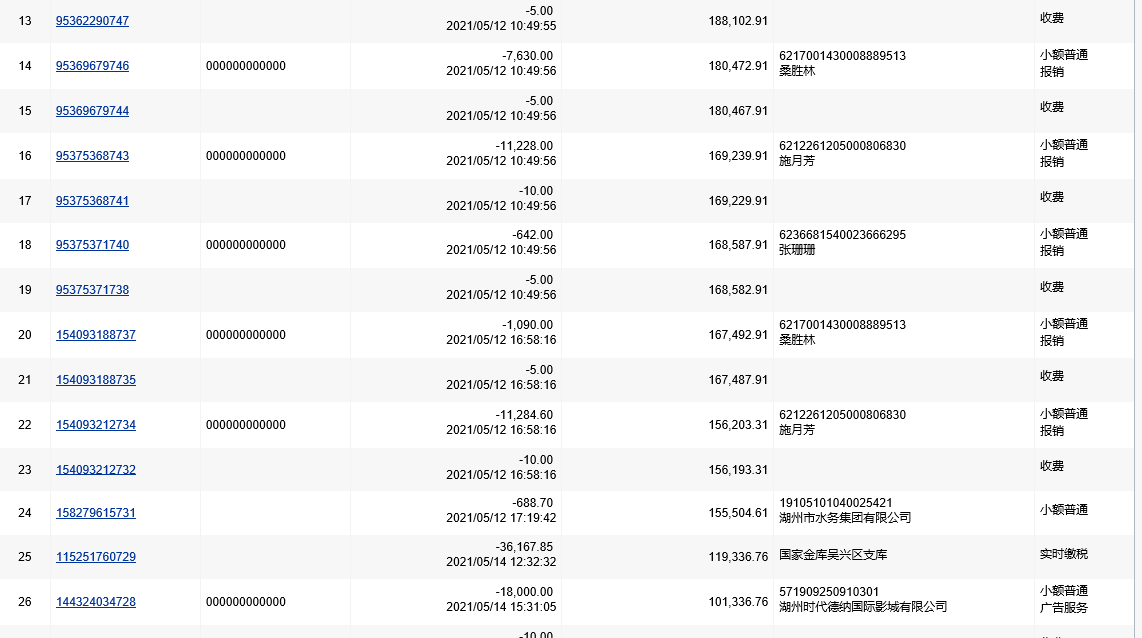 13 95362290747 -5.00 188,102.91 收费
2021/05/12 10:49:55
14 95369679746 000000000000 -7,630.00 180,472.91 6217001430008889513 小额普通
2021/05/12 10:49:56 桑胜林 报销
15 95369679744 -5.00 180,467.91 收费
2021/05/12 10:49:56
16 95375368743 000000000000 -11,228.00 169,239.91 6212261205000806830 小额普通
2021/05/12 10:49:56 施月芳 报销
17 95375368741 -10.00 169,229.91 收费
2021/05/12 10:49:56
18 95375371740 000000000000 -642.00 168,587.91 6236681540023666295 小额普通
2021/05/12 10:49:56 张珊珊 报销
19 95375371738 -5.00 168,582.91 收费
2021/05/12 10:49:56
20 154093188737 000000000000 -1,090.00 167,492.91 6217001430008889513 小额普通
2021/05/12 16:58:16 桑胜林 报销
21 154093188735 -5.00 167,487.91 收费
2021/05/12 16:58:16
22 154093212734 000000000000 -11,284.60 156,203.31 6212261205000806830 小额普通
2021/05/12 16:58:16 施月芳 报销
23 154093212732 -10.00 156,193.31 收费
2021/05/12 16:58:16
24 158279615731 -688.70 155,504.61 19105101040025421 小额普通
2021/05/12 17:19:42 湖州市水务集团有限公司
25 115251760729 -36,167.85 119,336.76 国家金库吴兴区支库 实时缴税
2021/05/14 12:32:32
26 144324034728 000000000000 -18,000.00 101,336.76 571909250910301 小额普通
2021/05/14 15:31:05 湖州时代德纳国际影城有限公司 广告服务
-10.00